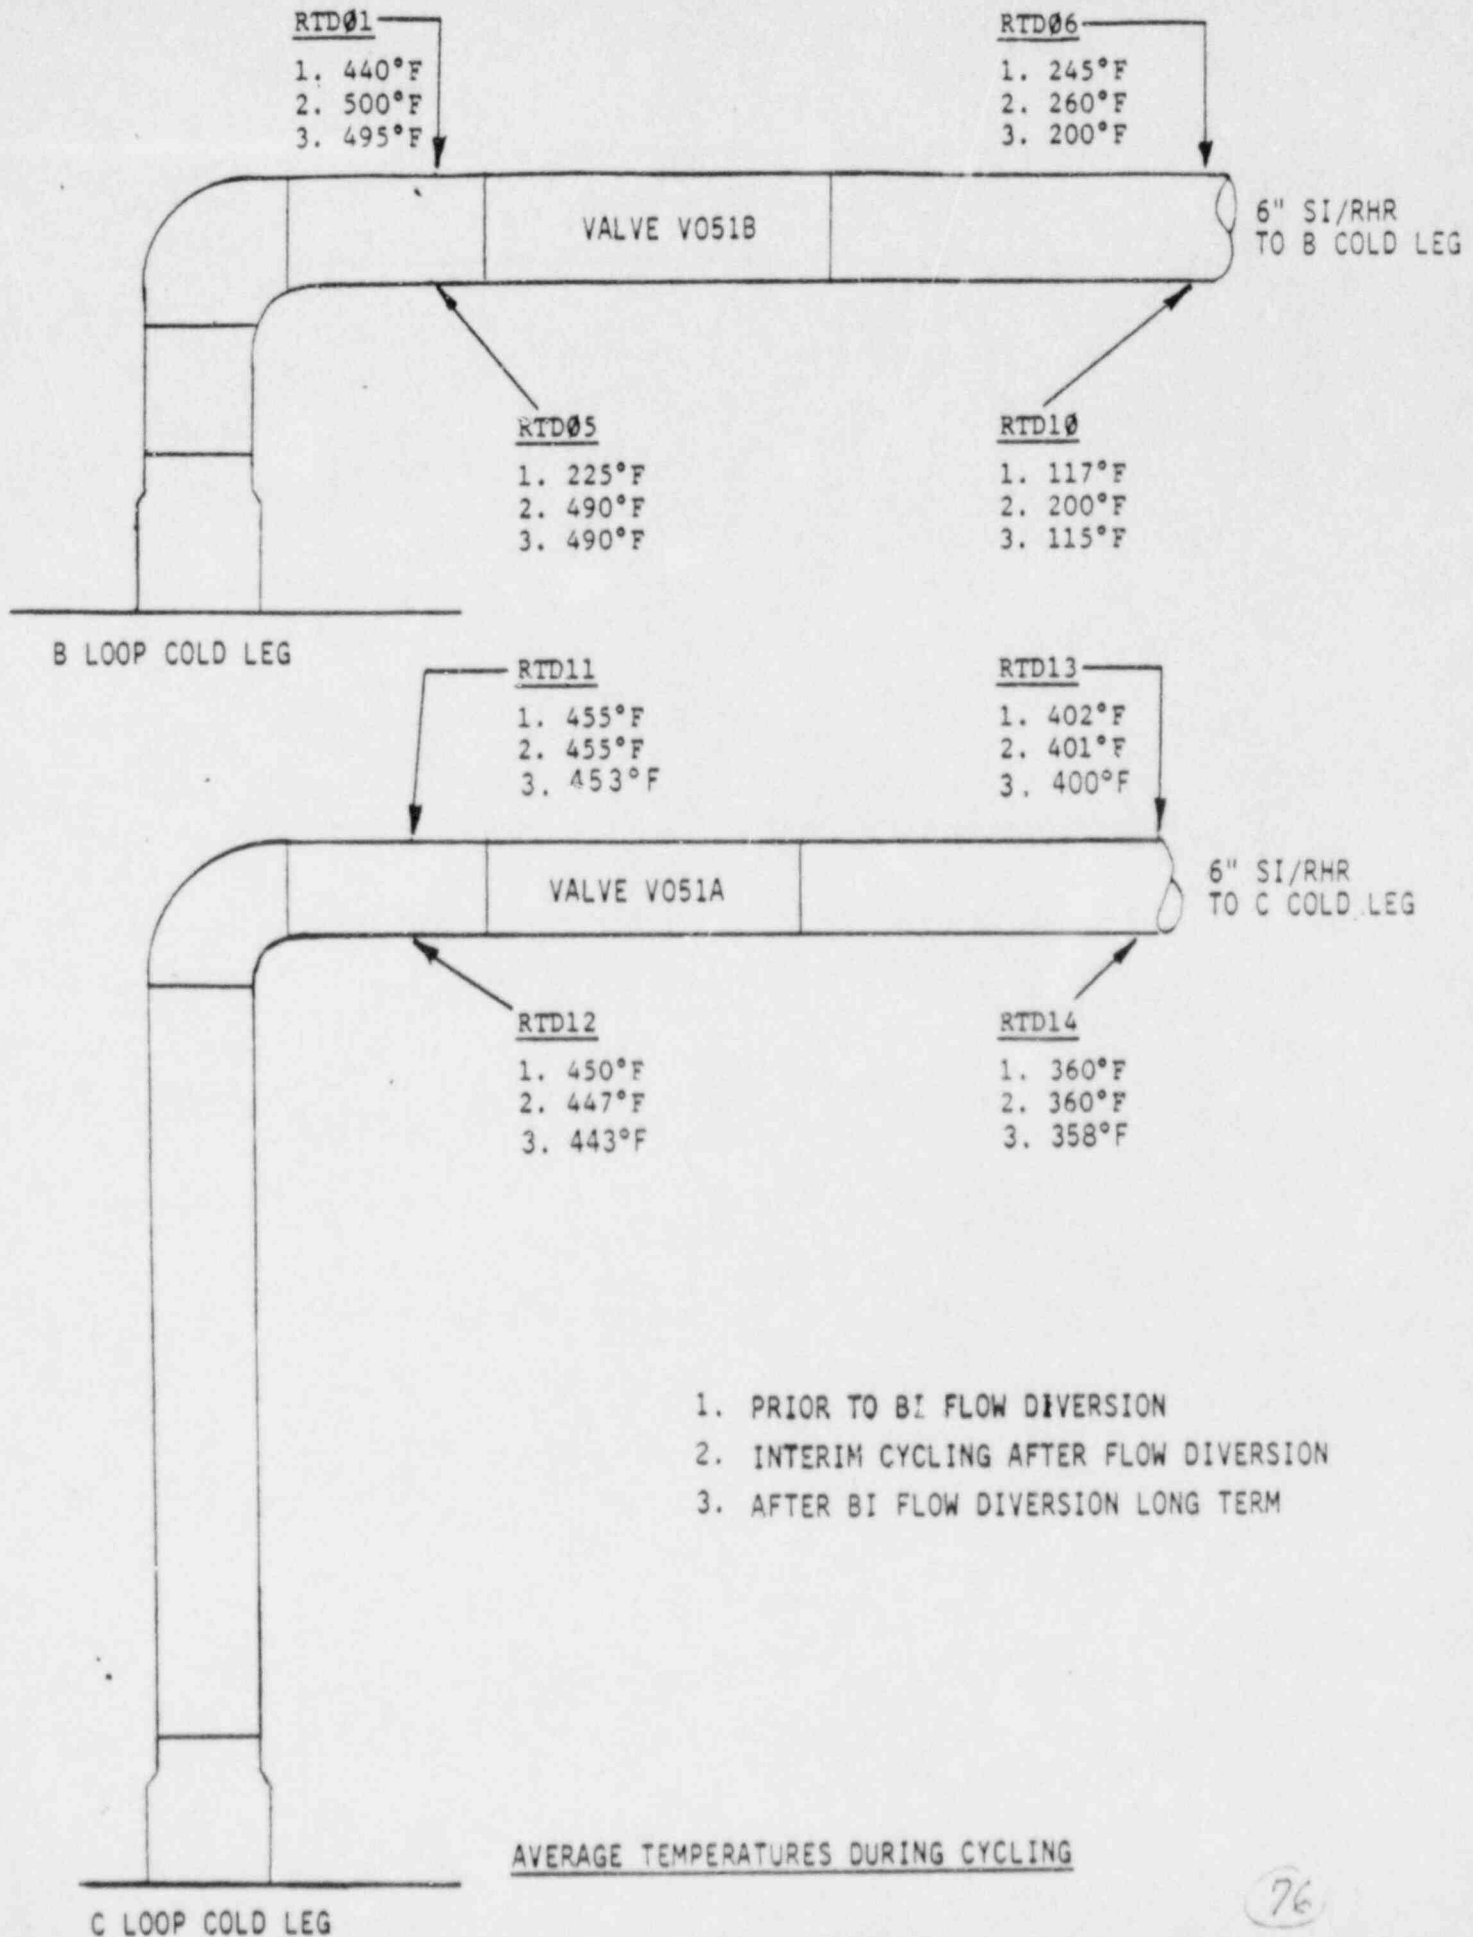 RTDØ1
1. 440°F
2. 500°F
3. 495°F
RTDØ6
1. 245°F
2. 260°F
3. 200°F
VALVE V051B
6" SI/RHR
TO B COLD LEG
RTDØ5
1. 225°F
2. 490°F
3. 490°F
RTD1Ø
1. 117°F
2. 200°F
3. 115°F
B LOOP COLD LEG
RTD11
1. 455°F
2. 455°F
3. 453°F
RTD13
1. 402°F
2. 401°F
3. 400°F
VALVE V051A
6" SI/RHR
TO C COLD LEG
RTD12
1. 450°F
2. 447°F
3. 443°F
RTD14
1. 360°F
2. 360°F
3. 358°F
1. PRIOR TO BI FLOW DIVERSION
2. INTERIM CYCLING AFTER FLOW DIVERSION
3. AFTER BI FLOW DIVERSION LONG TERM
AVERAGE TEMPERATURES DURING CYCLING
76
C LOOP COLD LEG